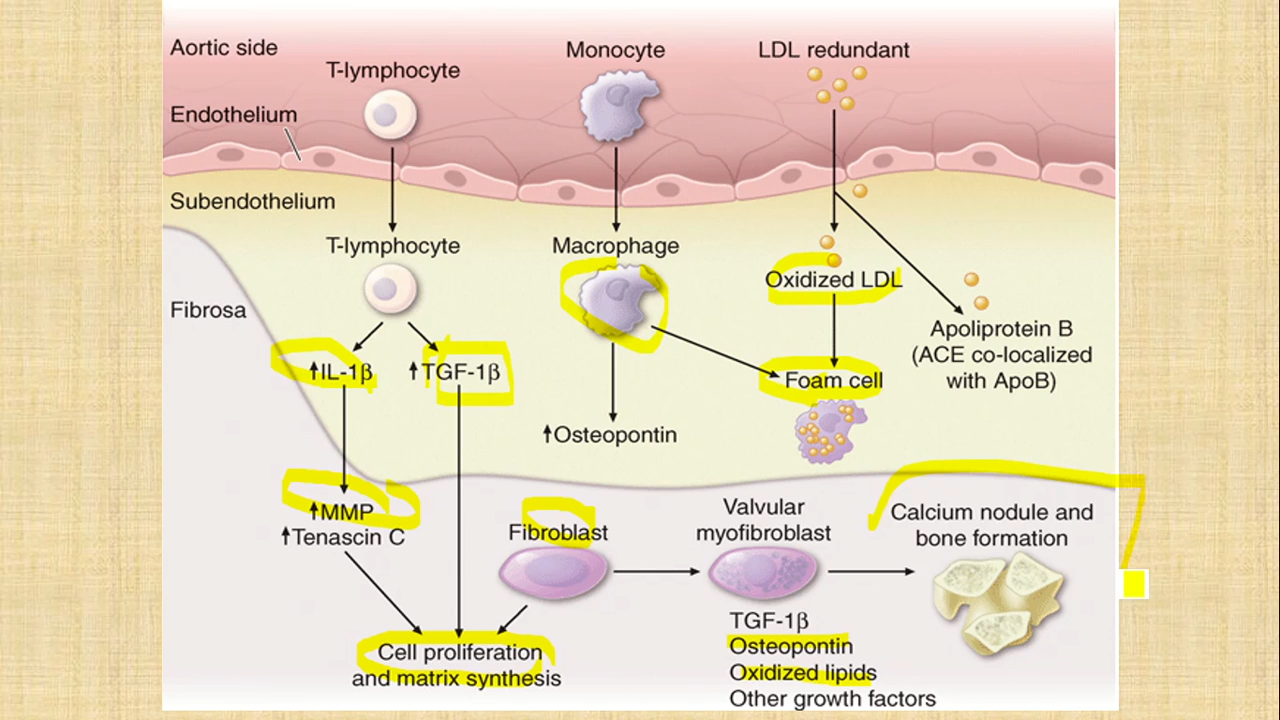 Aortic side
T-lymphocyte
Monocyte
LDL redundant
Endothelium
Subendothelium
T-lymphocyte
Macrophage
Oxidized LDL
Fibrosa
Apoliprotein B
(ACE co-localized
with ApoB)
↑IL-1β
↑TGF-1β
Foam cell
↑Osteopontin
↑MMP
↑Tenascin C
Fibroblast
Valvular
myofibroblast
Calcium nodule and
bone formation
Cell proliferation
and matrix synthesis
TGF-1β
Osteopontin
Oxidized lipids
Other growth factors